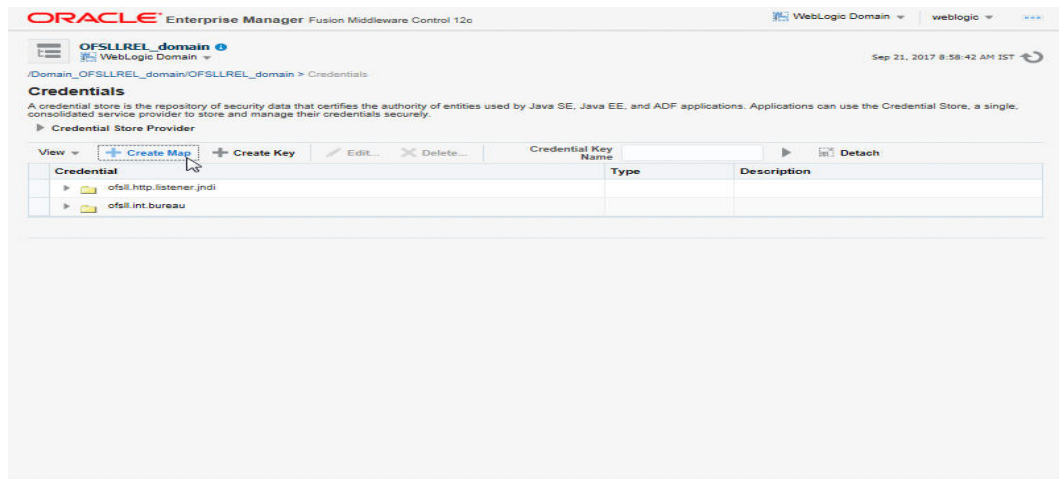 ORACLE Enterprise Manager Fusion Middleware Control 12c
WebLogic Domain
weblogic
OFSLLREL_domain
WebLogic Domain
Sep 21, 2017 8:58:42 AM IST
/Domain_OFSLLREL_domain/OFSLLREL_domain > Credentials
Credentials
A credential store is the repository of security data that certifies the authority of entities used by Java SE, Java EE, and ADF applications. Applications can use the Credential Store, a single,
consolidated service provider to store and manage their credentials securely.
Credential Store Provider
View Create Map Create Key Edit... Delete... Credential Key Name Detach
Credential Type Description
ofsll.http.listener.jndi
ofsll.int.bureau